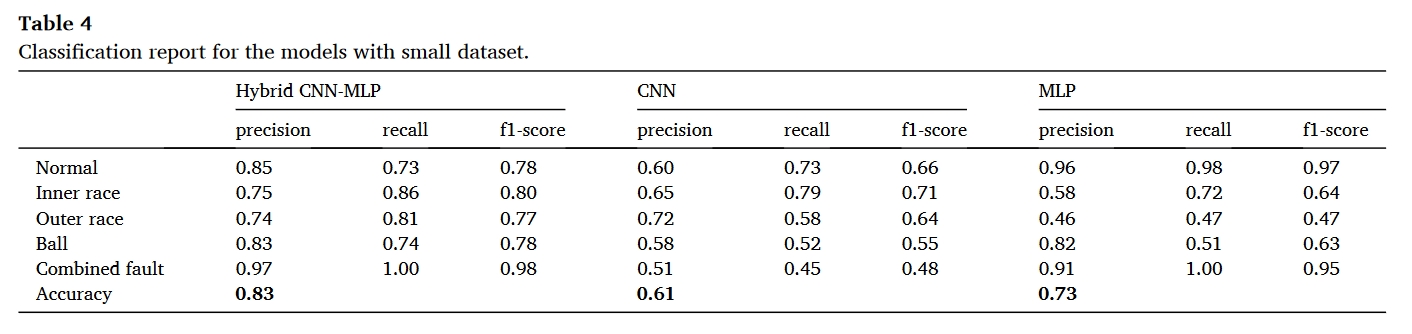 Table 4
Classification report for the models with small dataset.
Hybrid CNN-MLP CNN MLP
precision recall f1-score precision recall f1-score precision recall f1-score
Normal 0.85 0.73 0.78 0.60 0.73 0.66 0.96 0.98 0.97
Inner race 0.75 0.86 0.80 0.65 0.79 0.71 0.58 0.72 0.64
Outer race 0.74 0.81 0.77 0.72 0.58 0.64 0.46 0.47 0.47
Ball 0.83 0.74 0.78 0.58 0.52 0.55 0.82 0.51 0.63
Combined fault 0.97 1.00 0.98 0.51 0.45 0.48 0.91 1.00 0.95
Accuracy 0.83 0.61 0.73